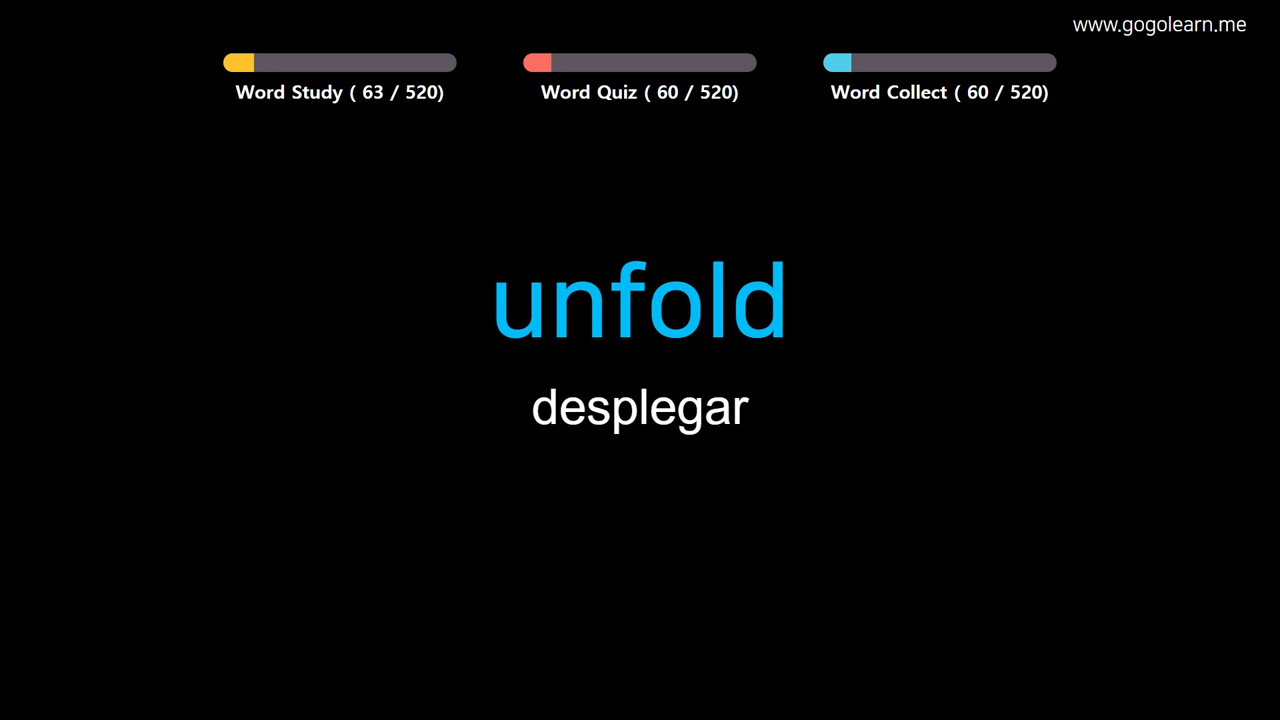 www.gogolearn.me
Word Study ( 63 / 520)
Word Quiz ( 60 / 520)
Word Collect ( 60 / 520)
unfold
desplegar